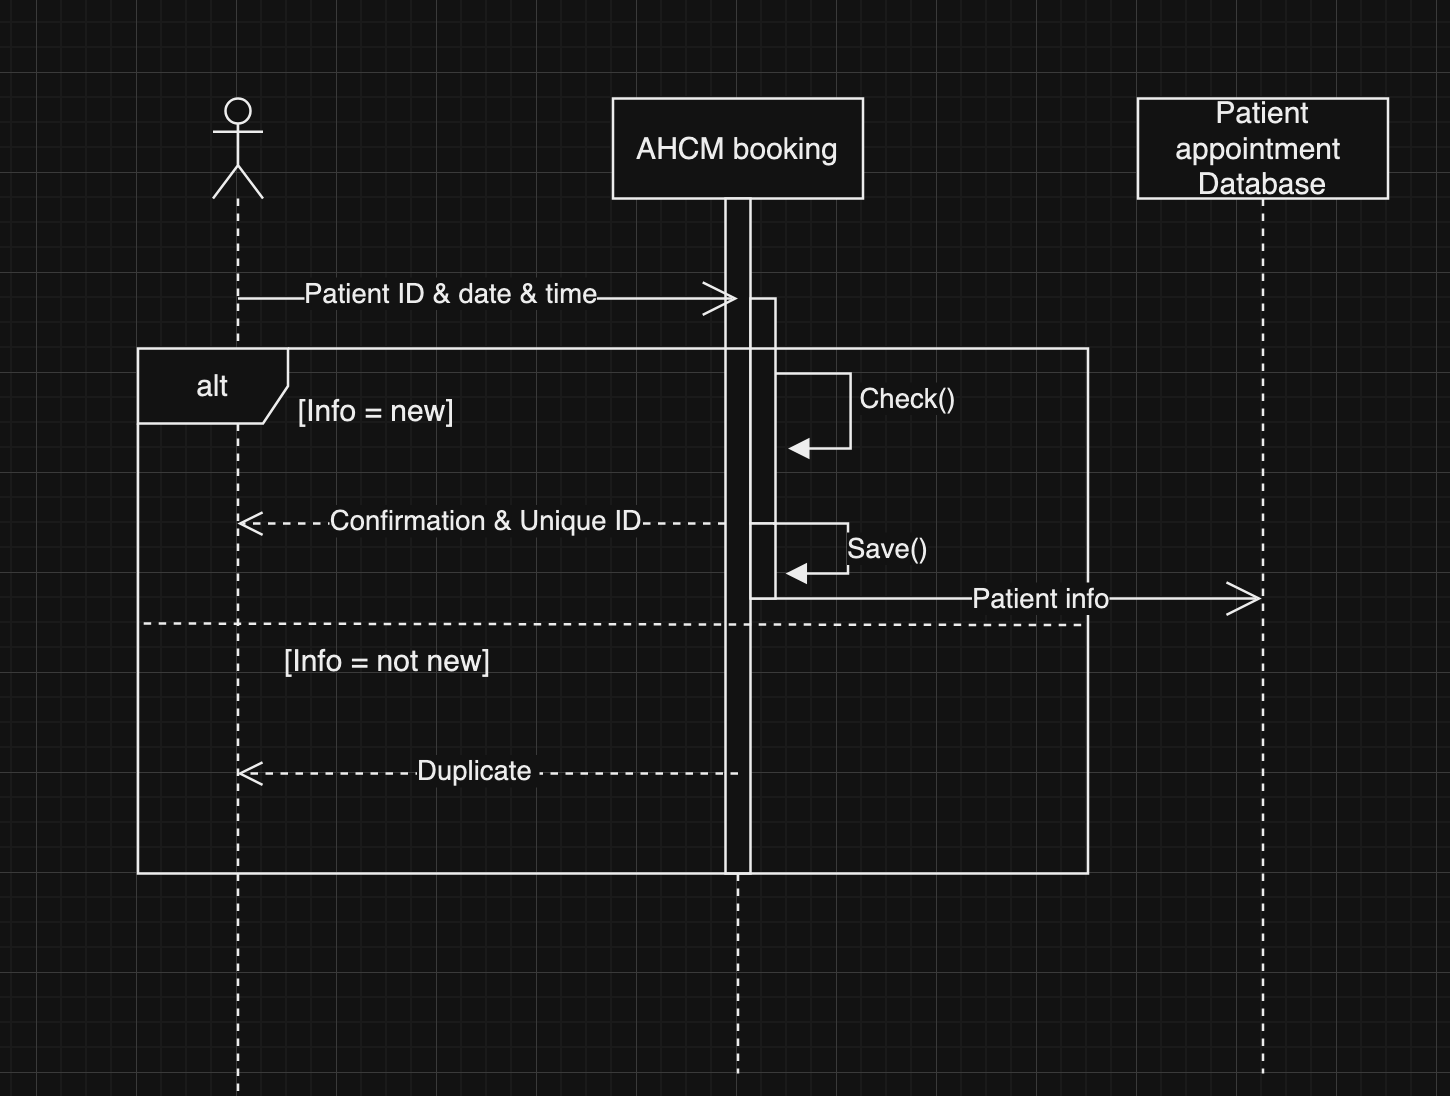 AHCM booking
Patient
appointment
Database
Patient ID & date & time
alt
[Info = new]
Check()
Confirmation & Unique ID
Save()
Patient info
[Info = not new]
Duplicate